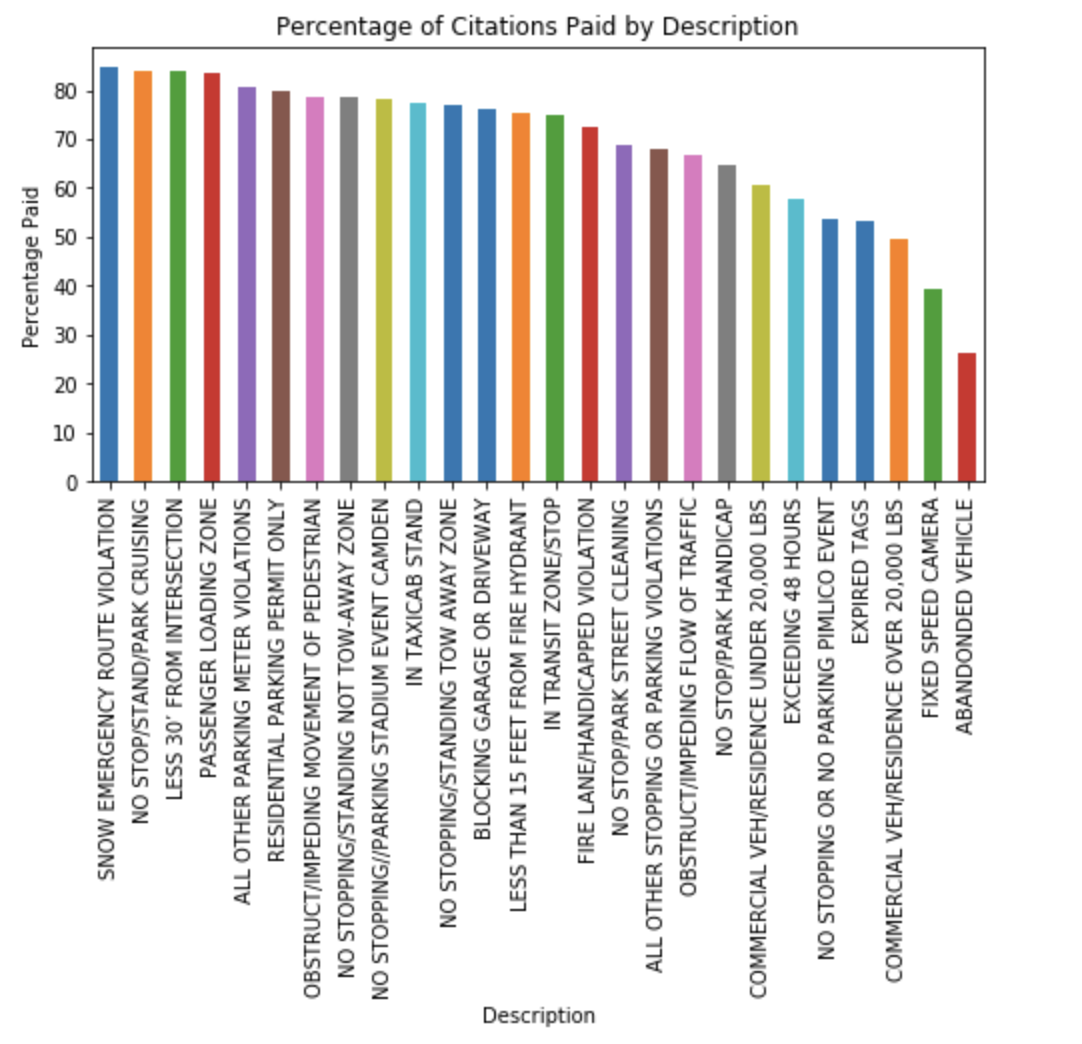 Percentage of Citations Paid by Description
Percentage Paid
80
70
60
50
40
30
20
10
0
SNOW EMERGENCY ROUTE VIOLATION
NO STOP/STAND/PARK CRUISING
LESS 30' FROM INTERSECTION
PASSENGER LOADING ZONE
ALL OTHER PARKING METER VIOLATIONS
RESIDENTIAL PARKING PERMIT ONLY
OBSTRUCT/IMPEDING MOVEMENT OF PEDESTRIAN
NO STOPPING/STANDING NOT TOW-AWAY ZONE
NO STOPPING//PARKING STADIUM EVENT CAMDEN
IN TAXICAB STAND
NO STOPPING/STANDING TOW AWAY ZONE
BLOCKING GARAGE OR DRIVEWAY
LESS THAN 15 FEET FROM FIRE HYDRANT
IN TRANSIT ZONE/STOP
FIRE LANE/HANDICAPPED VIOLATION
NO STOP/PARK STREET CLEANING
ALL OTHER STOPPING OR PARKING VIOLATIONS
OBSTRUCT/IMPEDING FLOW OF TRAFFIC
NO STOP/PARK HANDICAP
COMMERCIAL VEH/RESIDENCE UNDER 20,000 LBS
EXCEEDING 48 HOURS
NO STOPPING OR NO PARKING PIMLICO EVENT
EXPIRED TAGS
COMMERCIAL VEH/RESIDENCE OVER 20,000 LBS
FIXED SPEED CAMERA
ABANDONED VEHICLE
Description